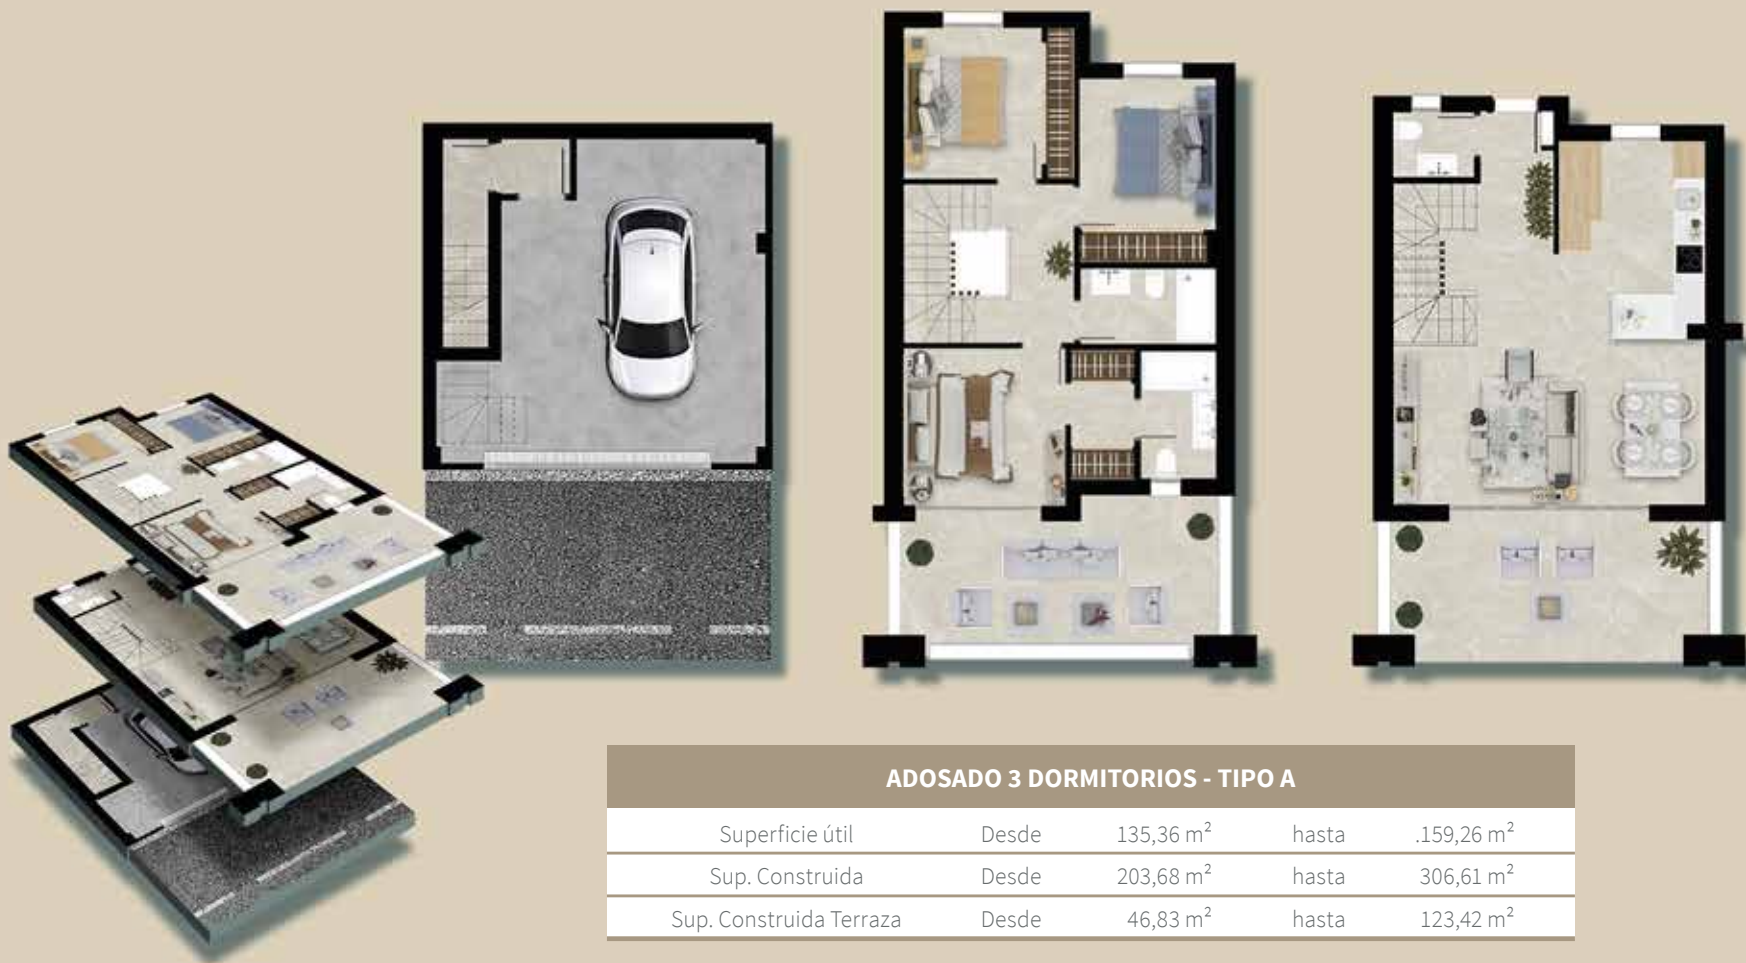 ADOSADO 3 DORMITORIOS - TIPO A
Superficie útil Desde 135,36 m² hasta .159,26 m²
Sup. Construida Desde 203,68 m² hasta 306,61 m²
Sup. Construida Terraza Desde 46,83 m² hasta 123,42 m²